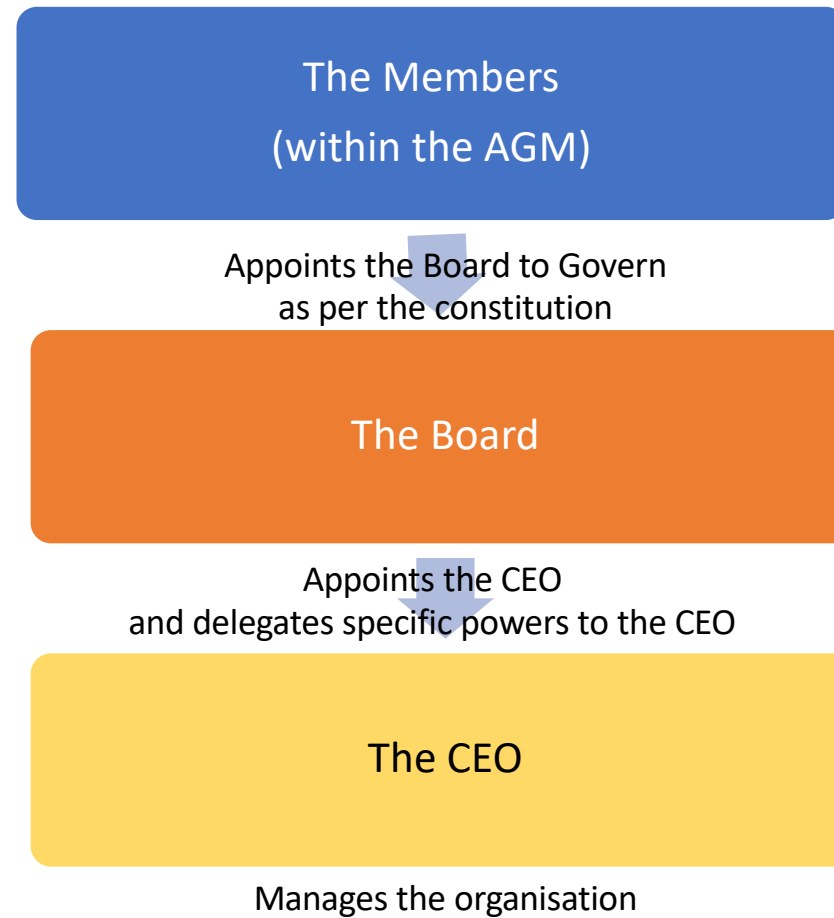 The Members
(within the AGM)
Appoints the Board to Govern
as per the constitution
The Board
Appoints the CEO
and delegates specific powers to the CEO
The CEO
Manages the organisation